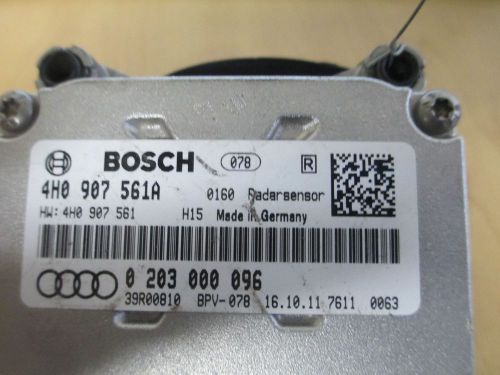 BOSCH 078 R
4H0 907 561A 0160 Radarsensor
HW: 4H0 907 561 H15 Made in Germany
0 203 000 096
39R00810 BPV-078 16.10.11 7611 0063